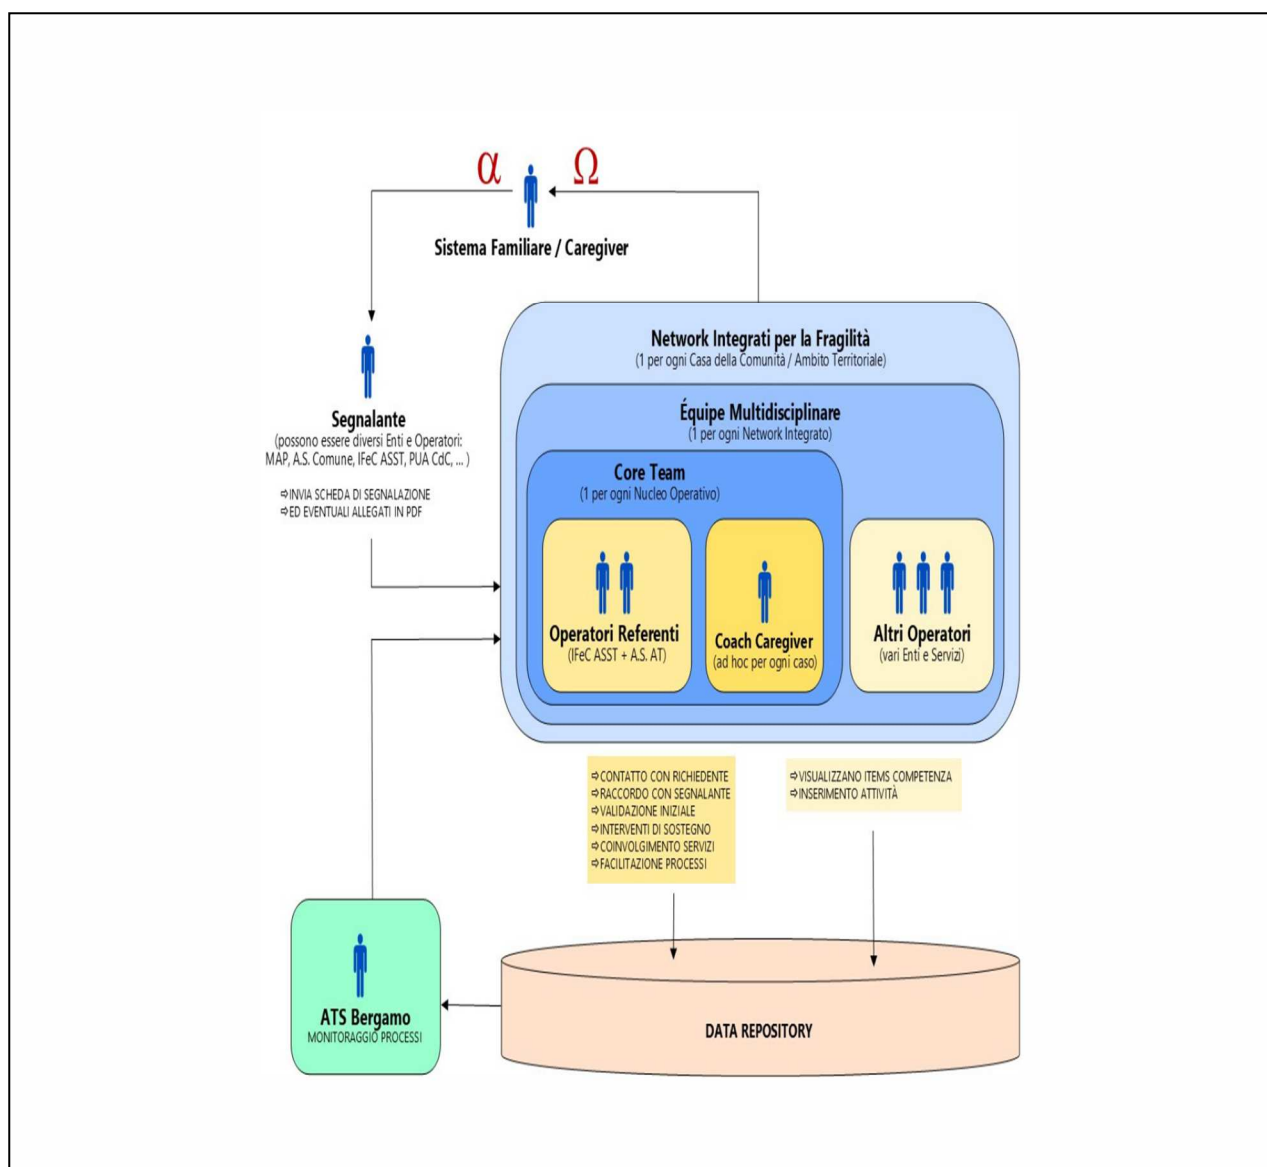 α
Ω
Sistema Familiare / Caregiver
Segnalante
(possono essere diversi Enti e Operatori:
MAP, A.S. Comune, IFeC ASST, PUA CdC, ... )
⇨INVIA SCHEDA DI SEGNALAZIONE
⇨ED EVENTUALI ALLEGATI IN PDF
Network Integrati per la Fragilità
(1 per ogni Casa della Comunità / Ambito Territoriale)
Équipe Multidisciplinare
(1 per ogni Network Integrato)
Core Team
(1 per ogni Nucleo Operativo)
Operatori Referenti
(IFeC ASST + A.S. AT)
Coach Caregiver
(ad hoc per ogni caso)
Altri Operatori
(vari Enti e Servizi)
⇨CONTATTO CON RICHIEDENTE
⇨RACCORDO CON SEGNALANTE
⇨VALIDAZIONE INIZIALE
⇨INTERVENTI DI SOSTEGNO
⇨COINVOLGIMENTO SERVIZI
⇨FACILITAZIONE PROCESSI
⇨VISUALIZZANO ITEMS COMPETENZA
⇨INSERIMENTO ATTIVITÀ
ATS Bergamo
MONITORAGGIO PROCESSI
DATA REPOSITORY